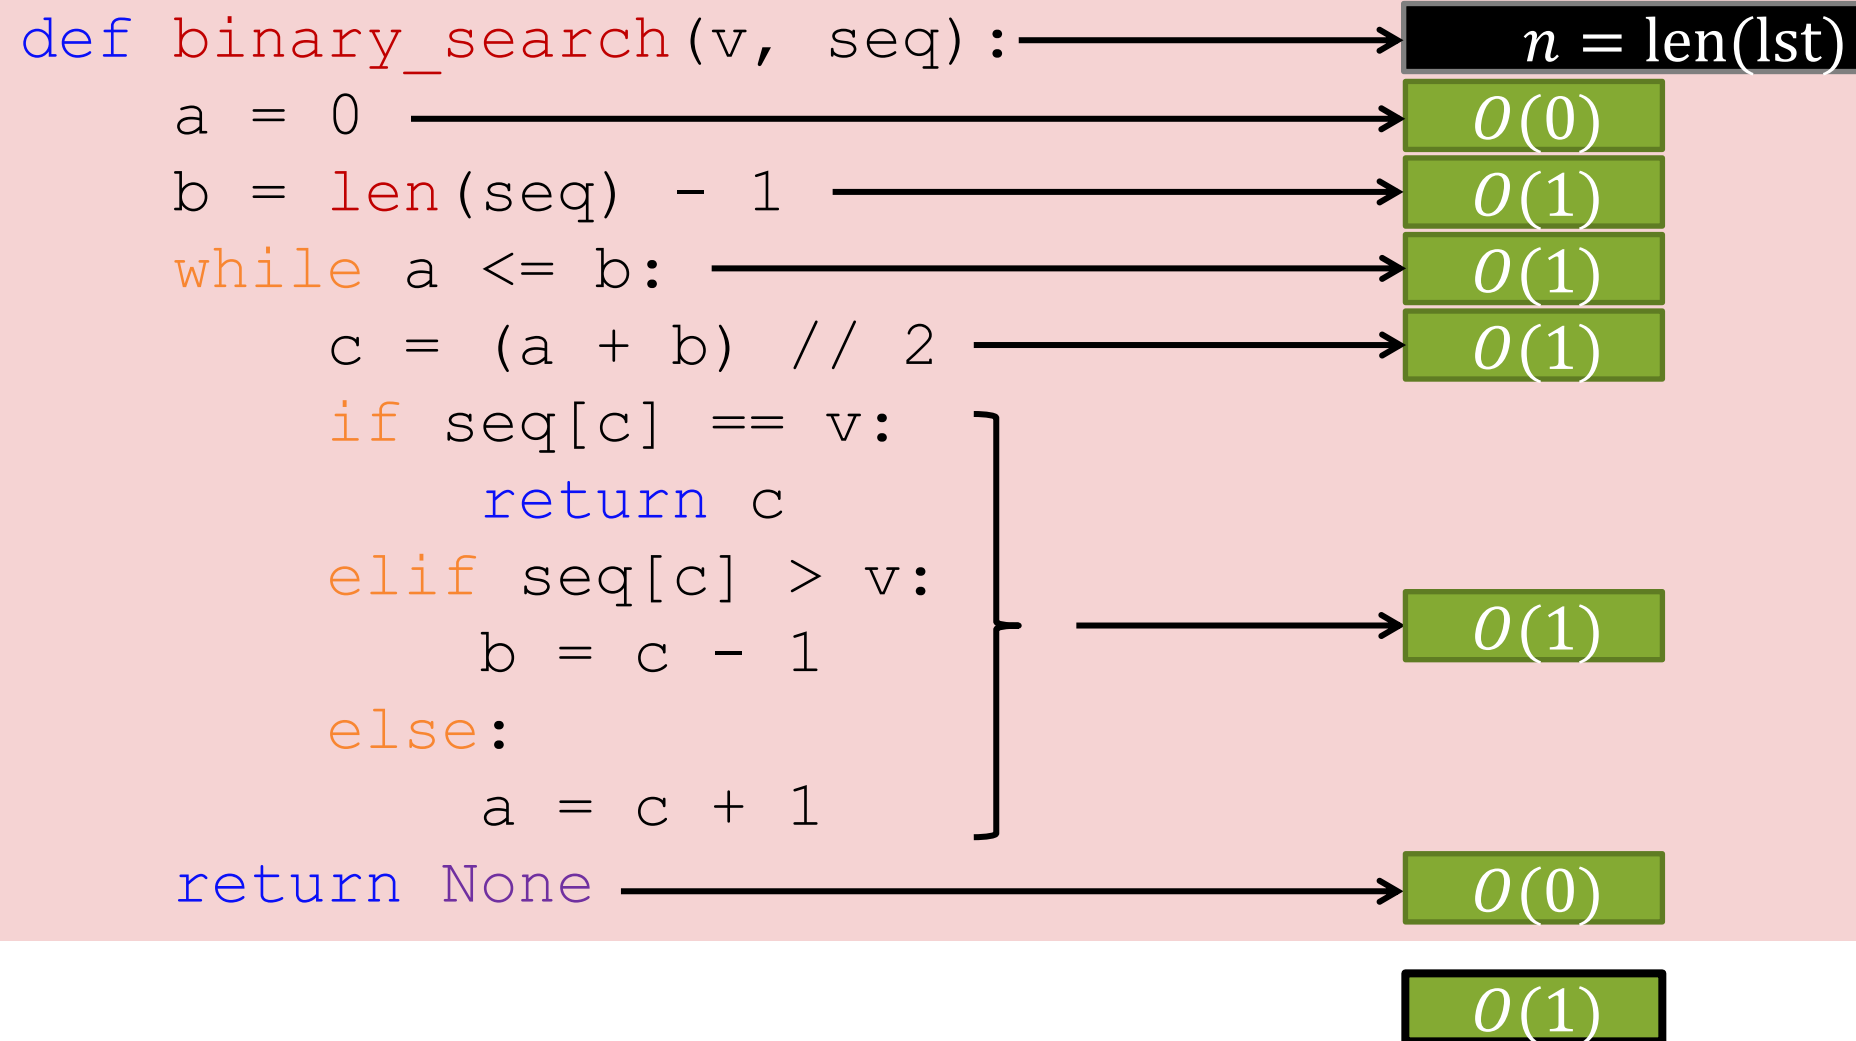 def binary_search(v, seq): n = len(lst)
    a = 0 O(0)
    b = len(seq) - 1 O(1)
    while a <= b: O(1)
        c = (a + b) // 2 O(1)
        if seq[c] == v:
            return c
        elif seq[c] > v:
            b = c - 1
        else:
            a = c + 1
O(1)
    return None O(0)
O(1)